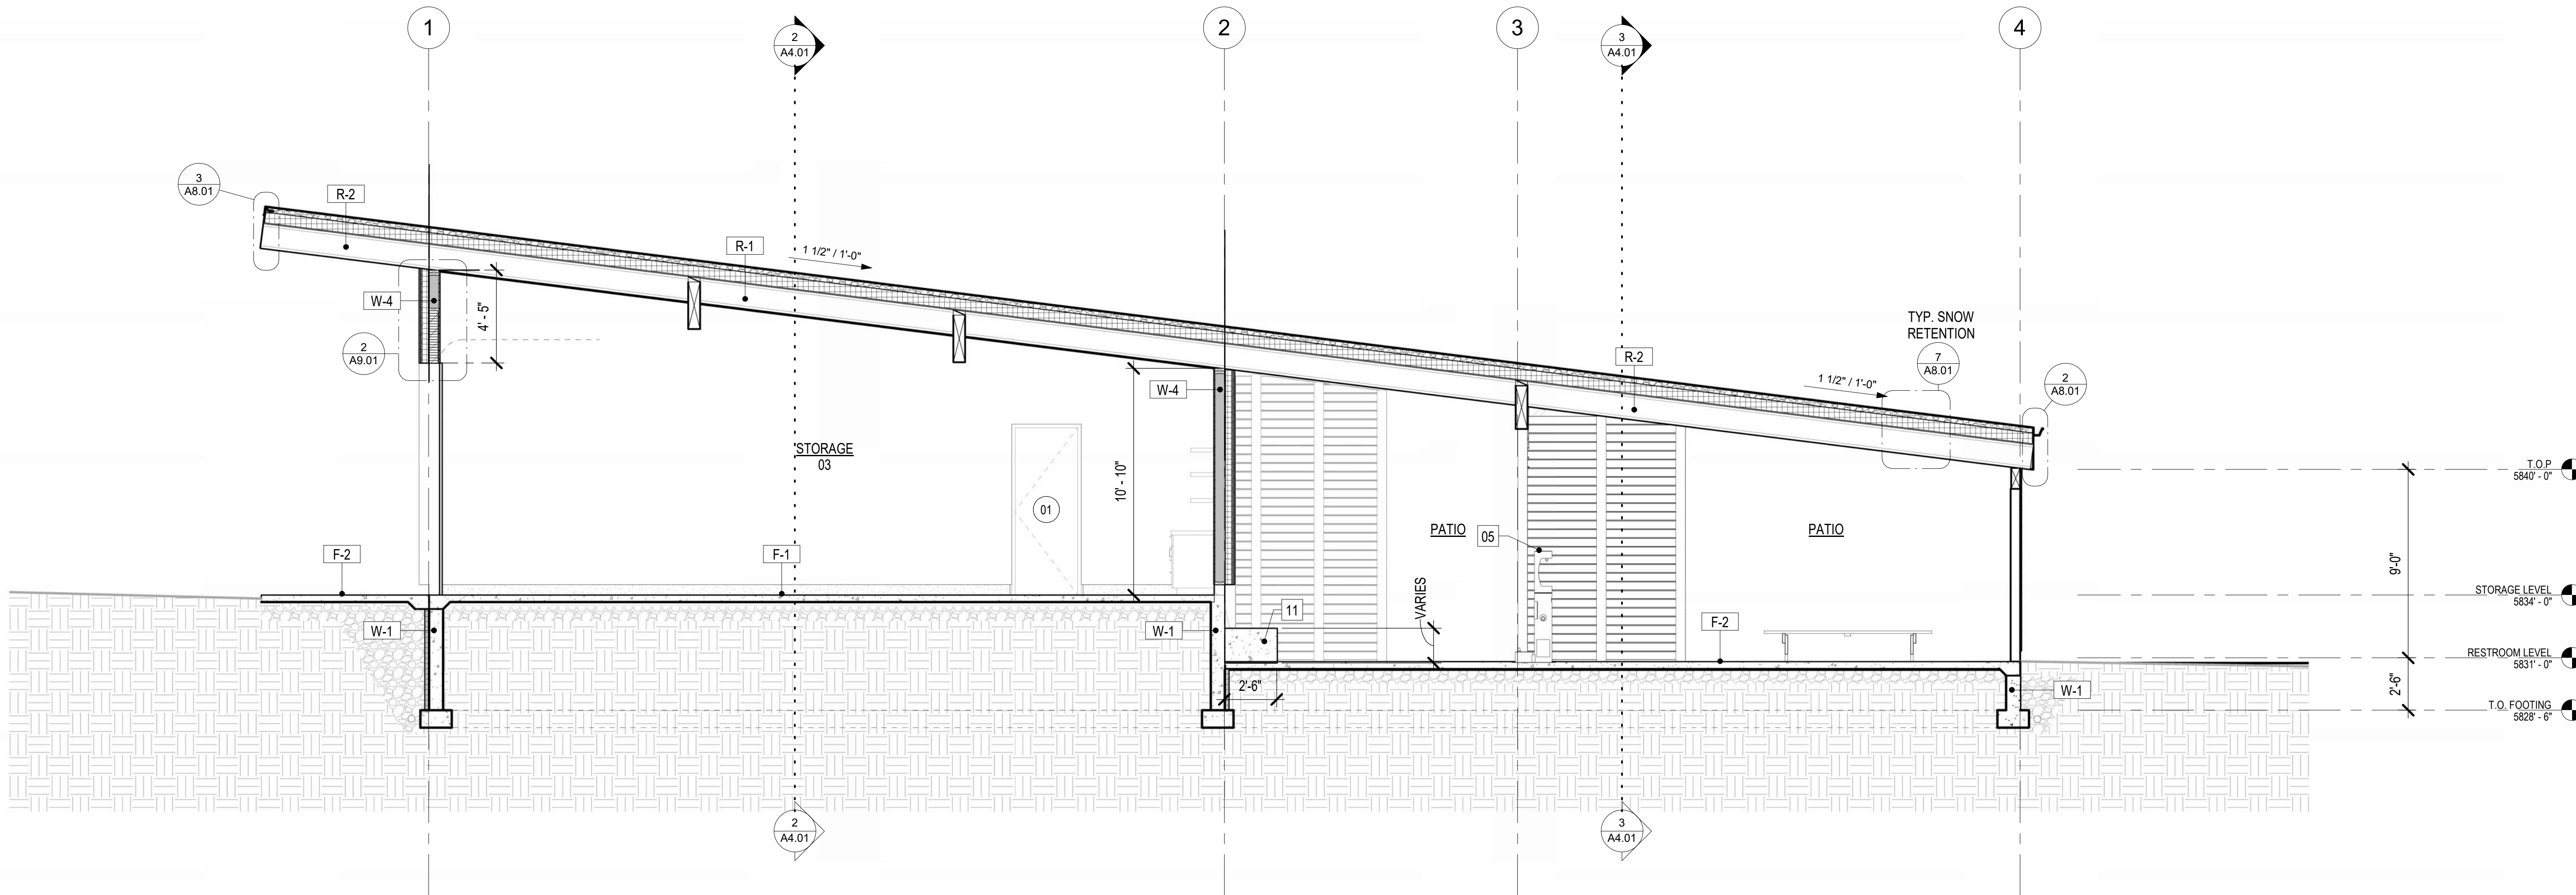 1
2
3
4
2
A4.01
3
A4.01
3
A8.01
R-2
R-1
1 1/2" / 1'-0"
W-4
4' - 5"
2
A9.01
TYP. SNOW
RETENTION
7
A8.01
R-2
1 1/2" / 1'-0"
2
A8.01
W-4
STORAGE
03
10' - 10"
01
PATIO
05
PATIO
T.O.P
5840' - 0"
9'-0"
F-2
F-1
VARIES
STORAGE LEVEL
5834' - 0"
11
W-1
W-1
F-2
RESTROOM LEVEL
5831' - 0"
2'-6"
W-1
2'-6"
T.O. FOOTING
5828' - 6"
2
A4.01
3
A4.01